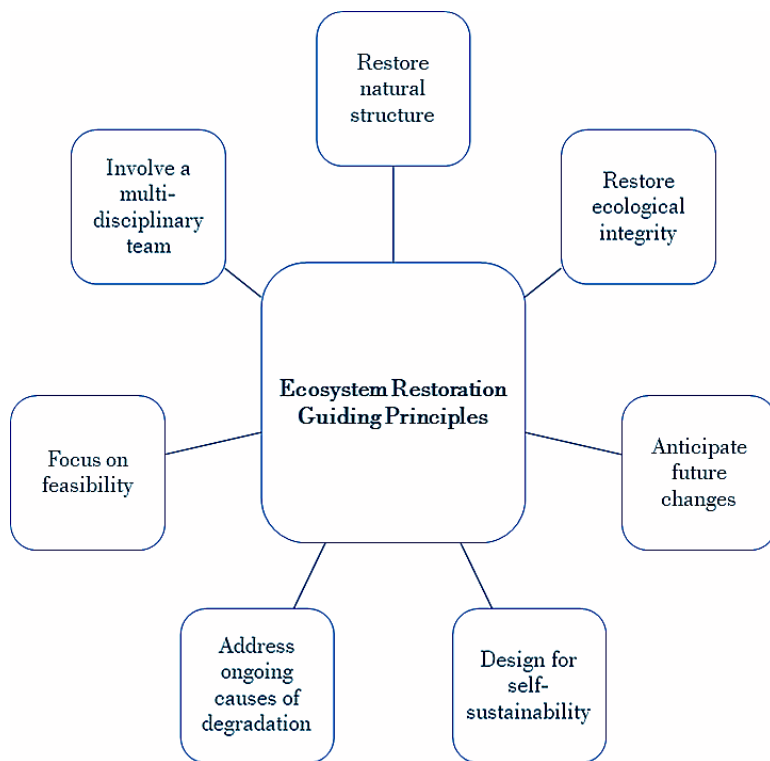 Restore
natural
structure
Involve a
multi-
disciplinary
team
Restore
ecological
integrity
Ecosystem Restoration
Guiding Principles
Focus on
feasibility
Anticipate
future
changes
Address
ongoing
causes of
degradation
Design for
self-
sustainability